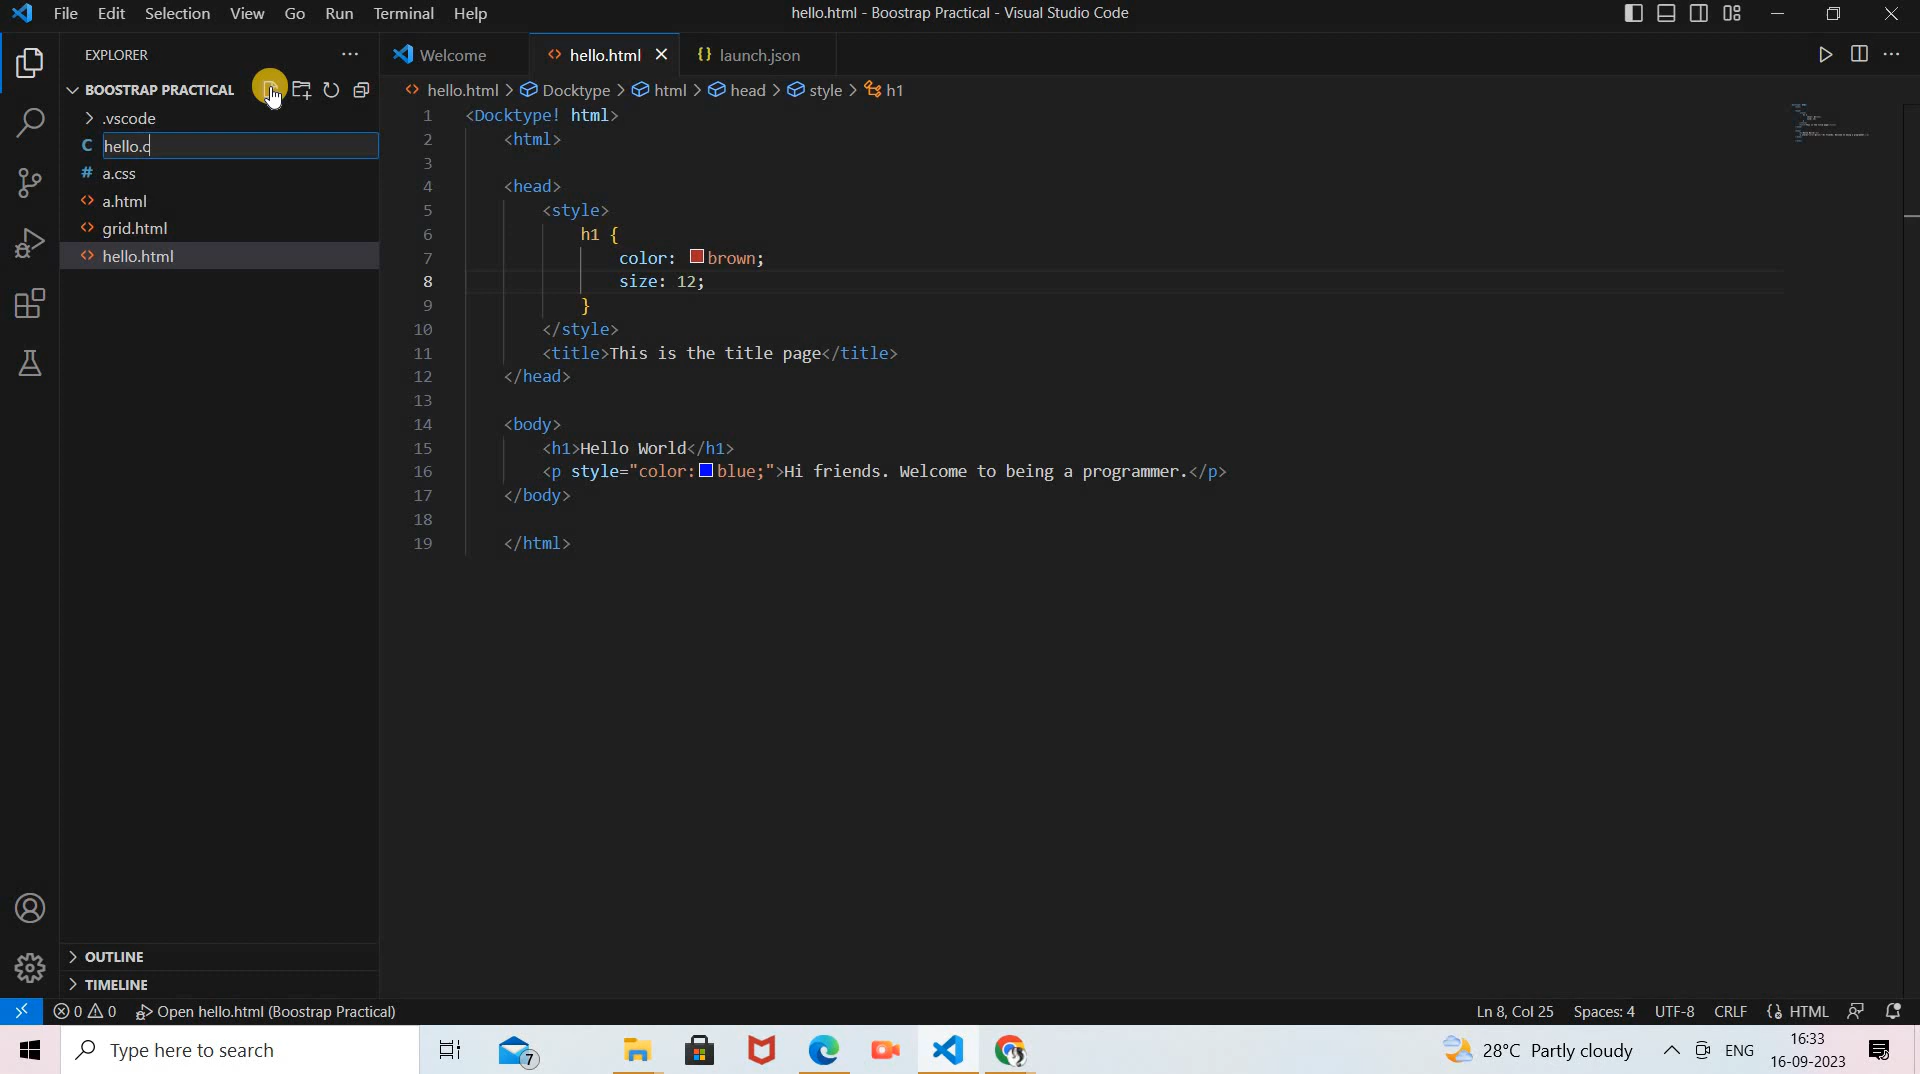 File Edit Selection View Go Run Terminal Help
hello.html - Boostrap Practical - Visual Studio Code
EXPLORER
BOOSTRAP PRACTICAL
.vscode
C hello.c
# a.css
<> a.html
<> grid.html
<> hello.html
OUTLINE
TIMELINE
Welcome
<> hello.html
{} launch.json
<> hello.html > Docktype > html > head > style > h1
1 <Docktype! html>
2 <html>
3
4 <head>
5 <style>
6 h1 {
7 color: brown;
8 size: 12;
9 }
10 </style>
11 <title>This is the title page</title>
12 </head>
13
14 <body>
15 <h1>Hello World</h1>
16 <p style="color:blue;">Hi friends. Welcome to being a programmer.</p>
17 </body>
18
19 </html>
0 0 Open hello.html (Boostrap Practical)
Ln 8, Col 25 Spaces: 4 UTF-8 CRLF HTML
Type here to search
7
28°C Partly cloudy
ENG
16:33
16-09-2023